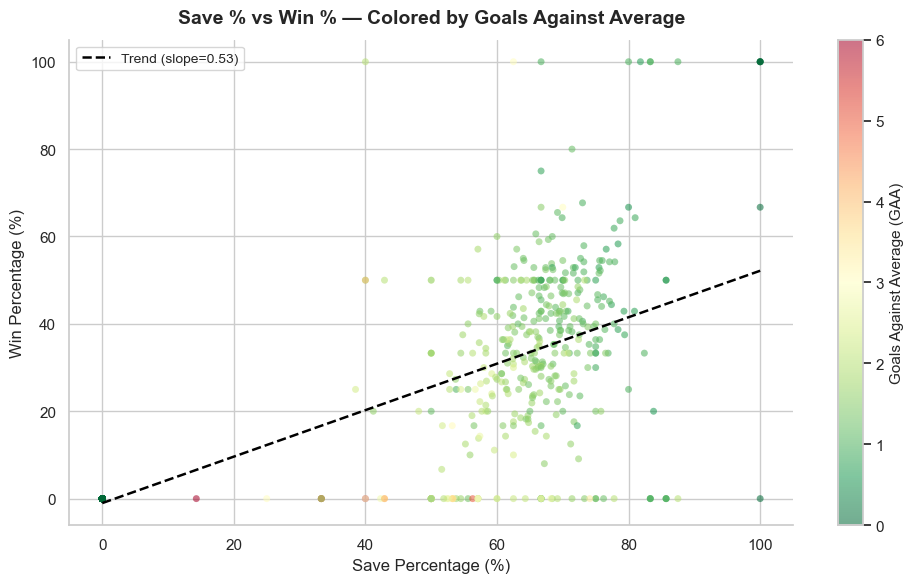 Save % vs Win % — Colored by Goals Against Average
Trend (slope=0.53)
100
80
60
40
20
0
Win Percentage (%)
0 20 40 60 80 100
Save Percentage (%)
6
5
4
3
2
1
0
Goals Against Average (GAA)